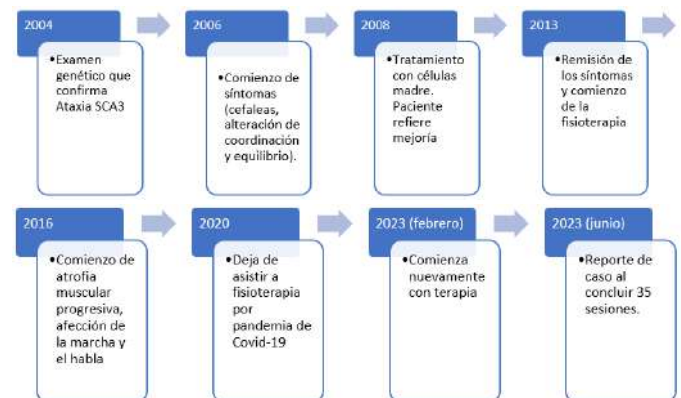 2004
•Examen
genético que
confirma
Ataxia SCA3
2006
•Comienzo de
síntomas
(cefaleas,
alteración de
coordinación
y equilibrio).
2008
•Tratamiento
con células
madre.
Paciente
refiere
mejoría
2013
•Remisión de
los síntomas
y comienzo
de la
fisioterapia
2016
•Comienzo de
atrofia
muscular
progresiva,
afección de
la marcha y
el habla
2020
•Deja de
asistir a
fisioterapia
por
pandemia de
Covid-19
2023 (febrero)
•Comienza
nuevamente
con terapia
2023 (junio)
•Reporte de
caso al
concluir 35
sesiones.